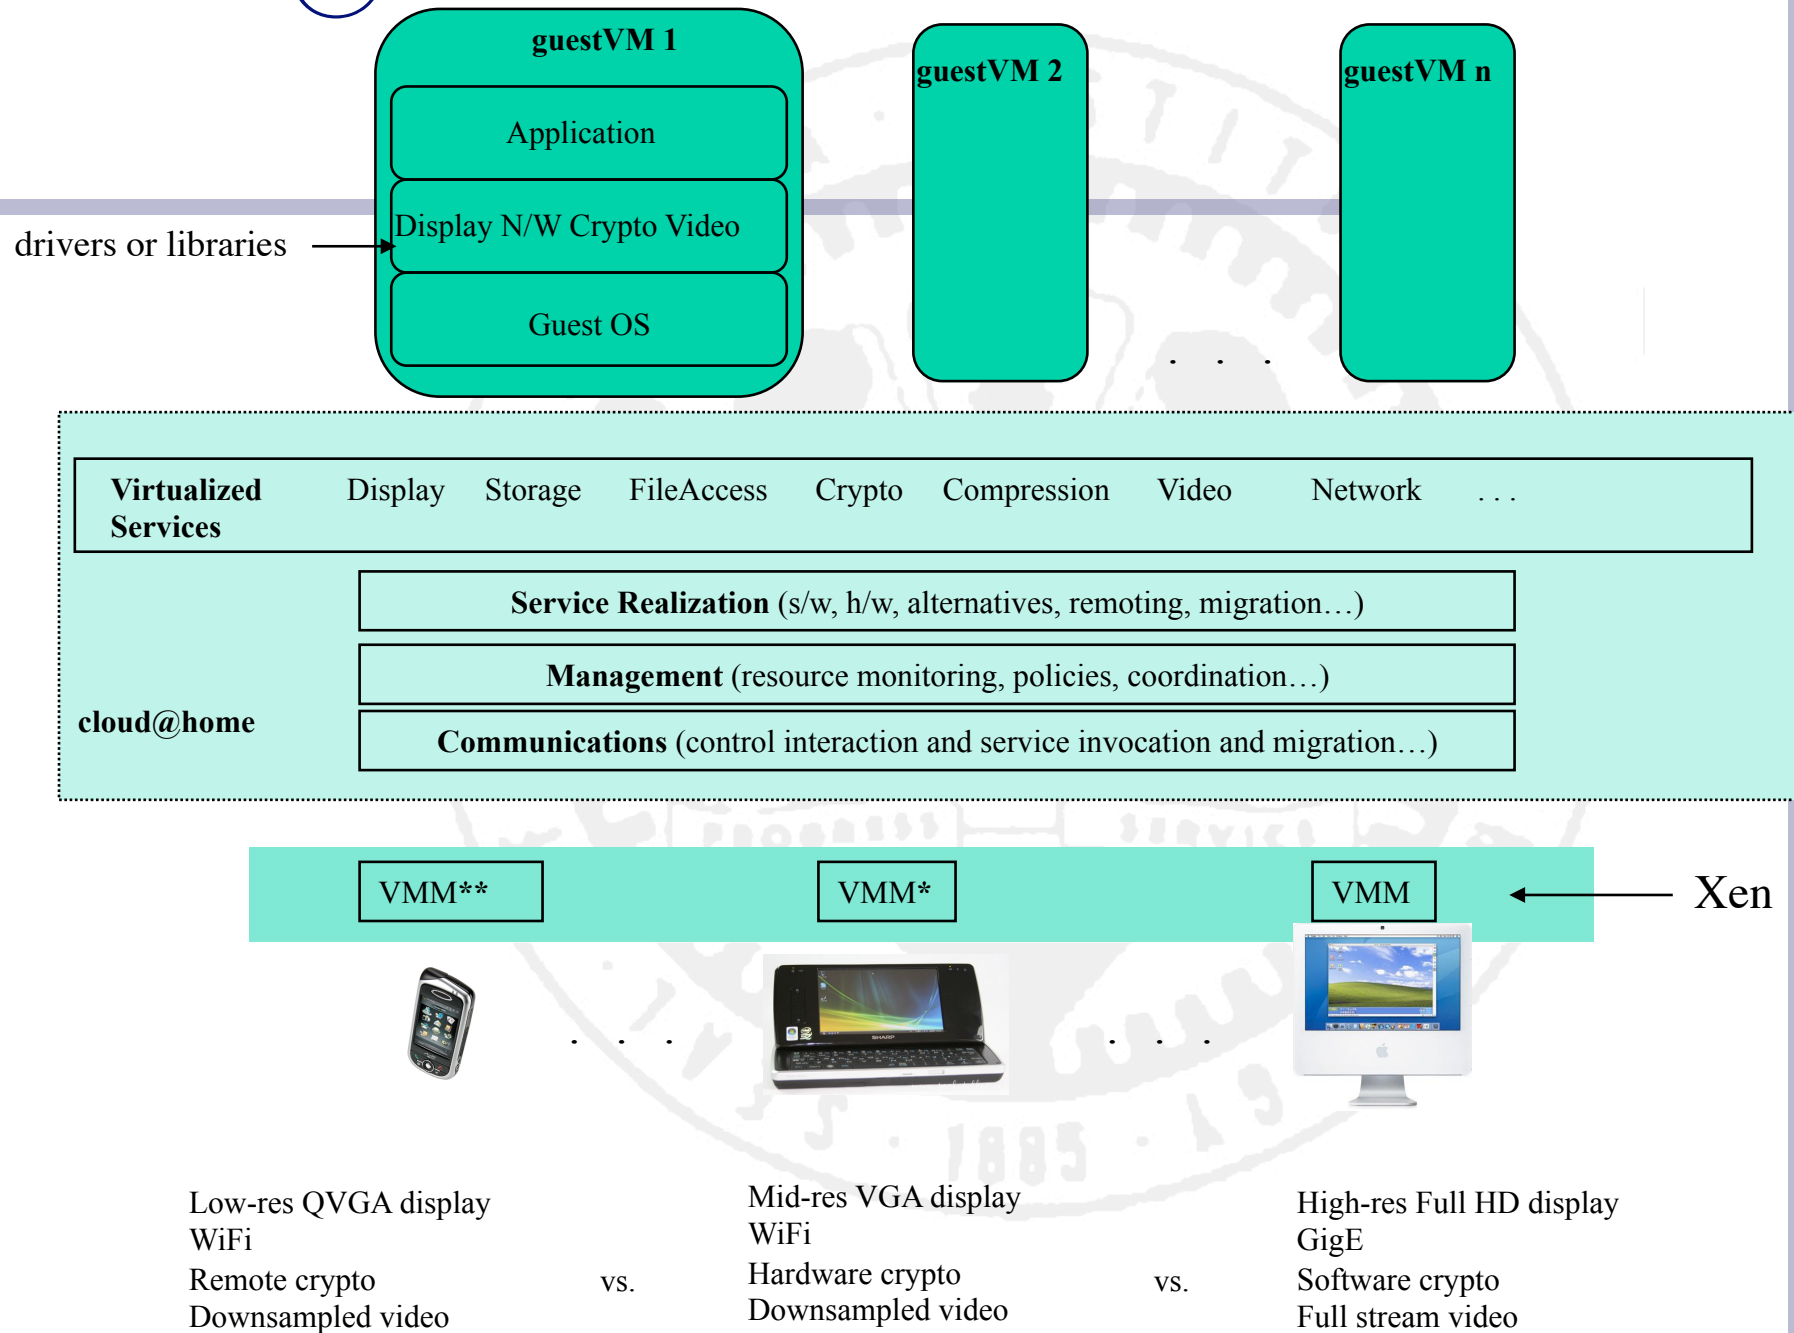 guestVM 1
guestVM 2
guestVM n
Application
Display N/W Crypto Video
drivers or libraries
Guest OS
. . .
Virtualized Services Display Storage FileAccess Crypto Compression Video Network . . .
Service Realization (s/w, h/w, alternatives, remoting, migration…)
Management (resource monitoring, policies, coordination…)
cloud@home
Communications (control interaction and service invocation and migration…)
PROGRESS SERVICE
VMM**
VMM*
VMM
Xen
SHARP
. . .
. . .
1885
Low-res QVGA display
WiFi
Remote crypto
Downsampled video
vs.
Mid-res VGA display
WiFi
Hardware crypto
Downsampled video
vs.
High-res Full HD display
GigE
Software crypto
Full stream video